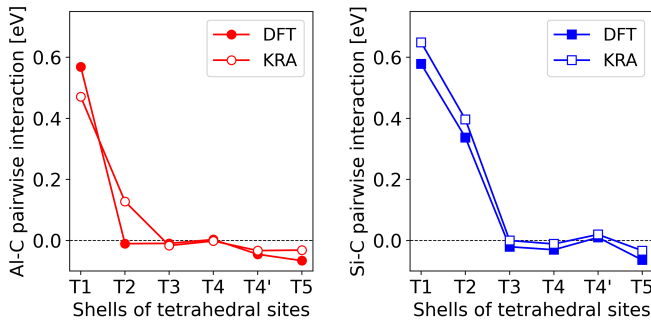 Al-C pairwise interaction [eV]
0.6
0.4
0.2
0.0
DFT
KRA
T1 T2 T3 T4 T4' T5
Shells of tetrahedral sites
Si-C pairwise interaction [eV]
0.6
0.4
0.2
0.0
DFT
KRA
T1 T2 T3 T4 T4' T5
Shells of tetrahedral sites